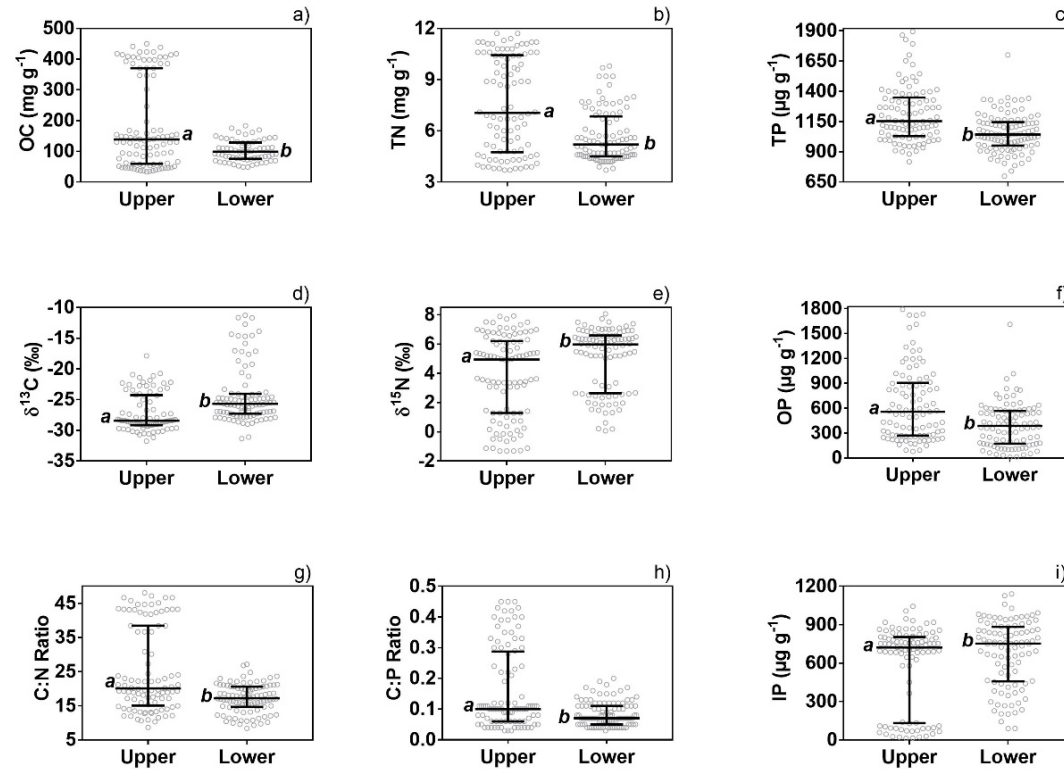 a)
OC (mg g⁻¹)
500
400
300
200
100
0
a
b
Upper
Lower
b)
TN (mg g⁻¹)
12
9
6
3
a
b
Upper
Lower
c)
TP (µg g⁻¹)
1900
1650
1400
1150
900
650
a
b
Upper
Lower
d)
δ¹³C (‰)
-10
-15
-20
-25
-30
-35
a
b
Upper
Lower
e)
δ¹⁵N (‰)
8
6
4
2
0
-2
a
b
Upper
Lower
f)
OP (µg g⁻¹)
1800
1500
1200
900
600
300
0
a
b
Upper
Lower
g)
C:N Ratio
45
35
25
15
5
a
b
Upper
Lower
h)
C:P Ratio
0.5
0.4
0.3
0.2
0.1
0.0
a
b
Upper
Lower
i)
IP (µg g⁻¹)
1200
900
600
300
0
a
b
Upper
Lower